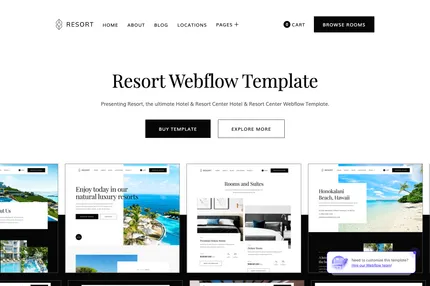 RESORT
HOME
ABOUT
BLOG
LOCATIONS
PAGES +
0 CART
BROWSE ROOMS
Resort Webflow Template
Presenting Resort, the ultimate Hotel & Resort Center Hotel & Resort Center Webflow Template.
BUY TEMPLATE
EXPLORE MORE
Enjoy today in our
natural luxury resorts
Rooms and Suites
Honokalani
Beach, Hawaii
Need to customize this template?
Hire our Webflow team!